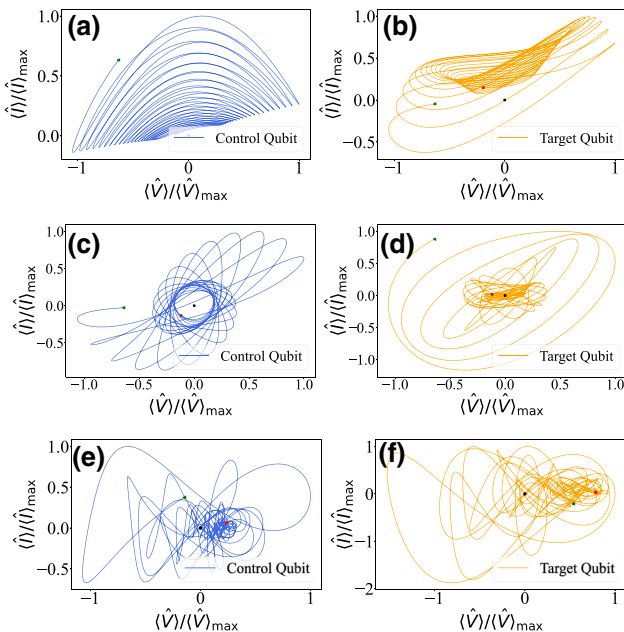 (a)
1.0
0.5
0.0
⟨Î⟩/⟨Î⟩max
Control Qubit
−1
0
1
⟨V̂⟩/⟨V̂⟩max
(b)
1.0
0.5
0.0
−0.5
⟨Î⟩/⟨Î⟩max
Target Qubit
−1
0
1
⟨V̂⟩/⟨V̂⟩max
(c)
1.0
0.5
0.0
−0.5
⟨Î⟩/⟨Î⟩max
Control Qubit
−1.0 −0.5 0.0 0.5 1.0
⟨V̂⟩/⟨V̂⟩max
(d)
1.0
0.5
0.0
−0.5
−1.0
⟨Î⟩/⟨Î⟩max
Target Qubit
−1.0 −0.5 0.0 0.5 1.0
⟨V̂⟩/⟨V̂⟩max
(e)
1.0
0.5
0.0
−0.5
⟨Î⟩/⟨Î⟩max
Control Qubit
−1
0
1
⟨V̂⟩/⟨V̂⟩max
(f)
1
0
−1
−2
⟨Î⟩/⟨Î⟩max
Target Qubit
−1
0
1
⟨V̂⟩/⟨V̂⟩max